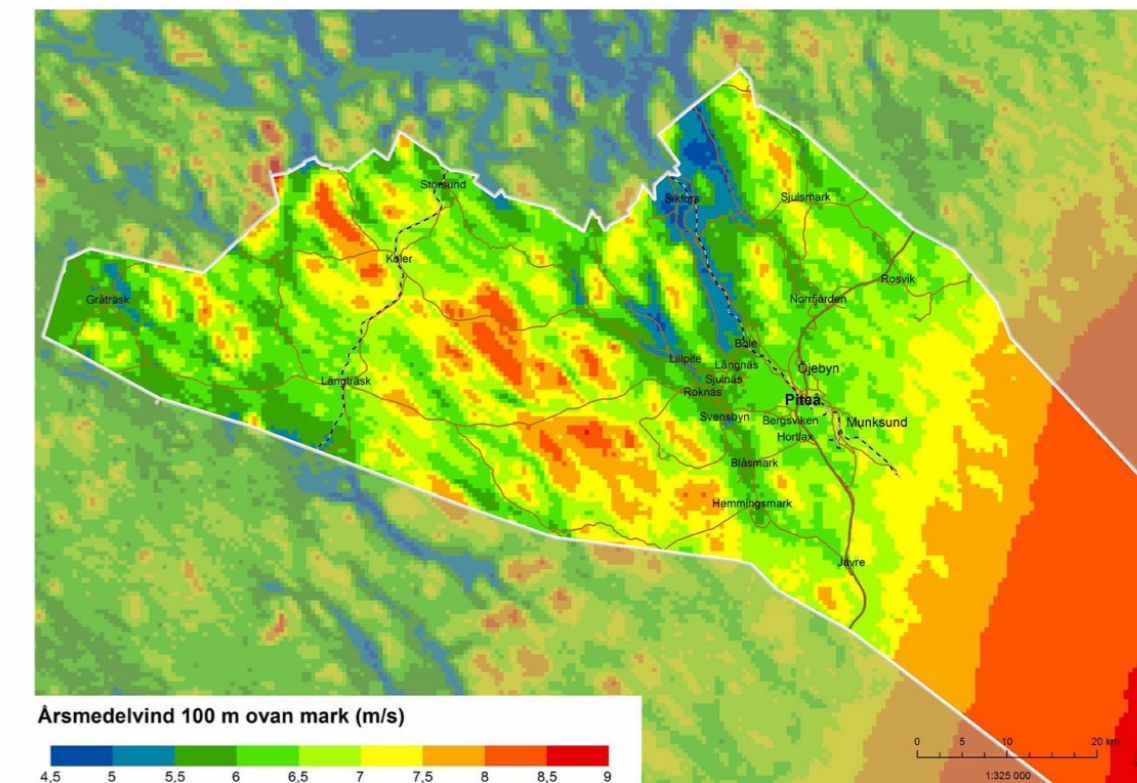 Storsund
Sikfors
Sjulsmark
Koler
Rosvik
Gråträsk
Norrfjärden
Böle
Lillpite
Långnäs
Öjebyn
Sjulnäs
Långträsk
Roknäs
Piteå
Svensbyn
Bergsviken
Munksund
Hortlax
Blåsmark
Hemmingsmark
Jävre
Årsmedelvind 100 m ovan mark (m/s)
4,5 5 5,5 6 6,5 7 7,5 8 8,5 9
0 5 10 20 km
1:325 000